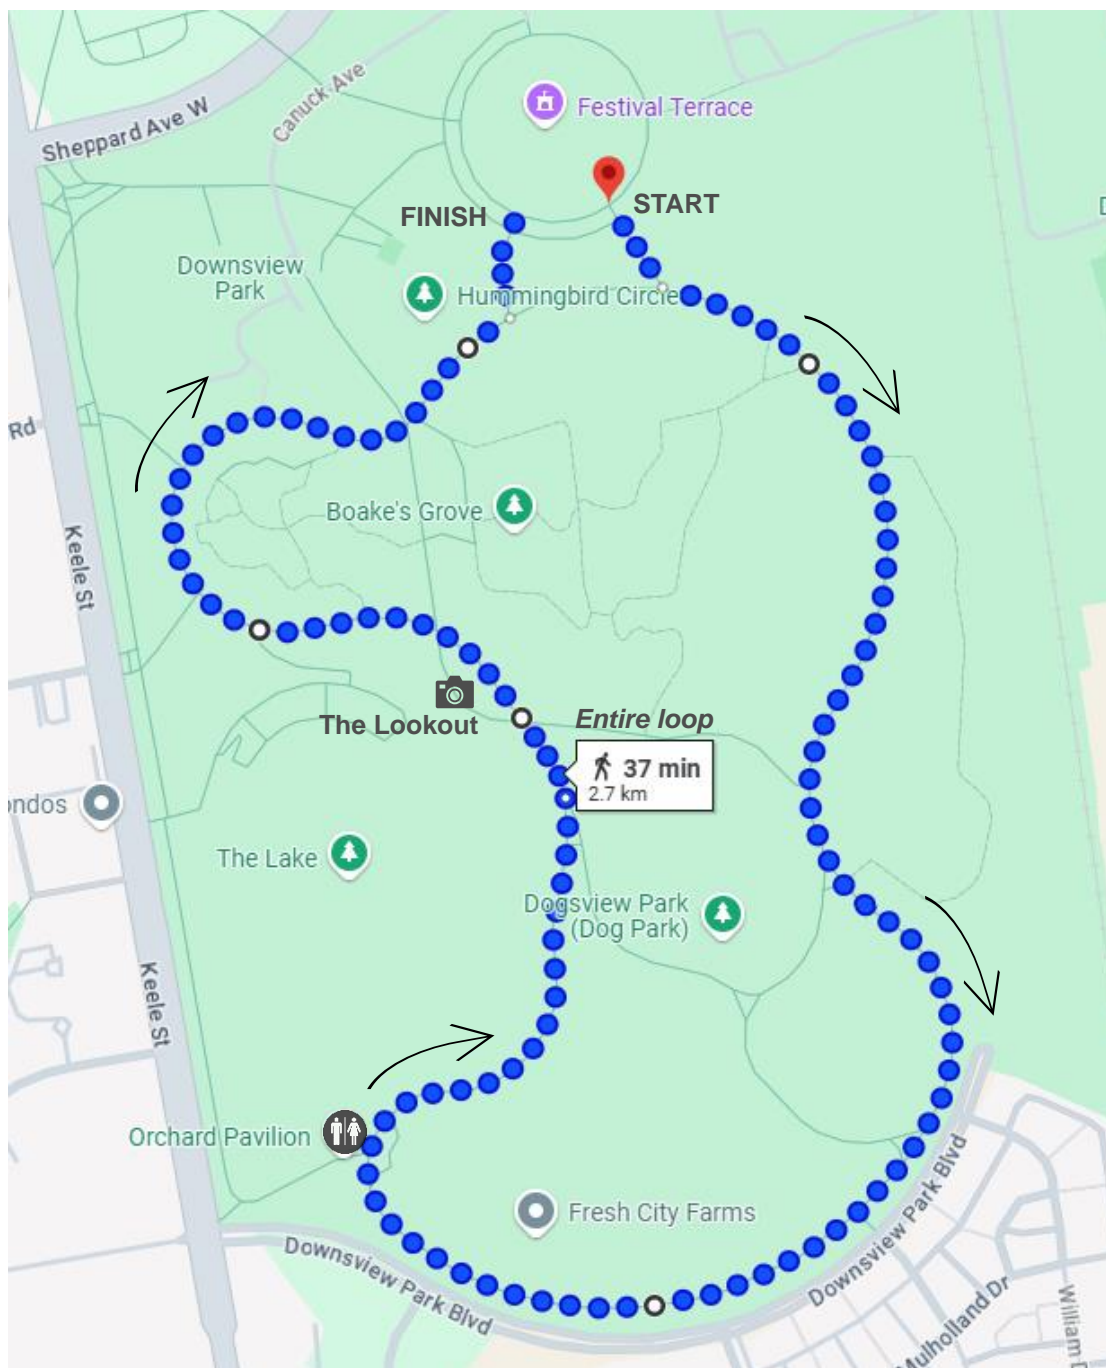 Sheppard Ave W
Canuck Ave
Festival Terrace
START
FINISH
Downsview
Park
Hummingbird Circle
Rd
Boake's Grove
Keele St
The Lookout
Entire loop
37 min
2.7 km
ondos
The Lake
Dogsview Park
(Dog Park)
Keele St
Orchard Pavilion
Fresh City Farms
Downsview Park Blvd
Downsview Park Blvd
Mulholland Dr
William